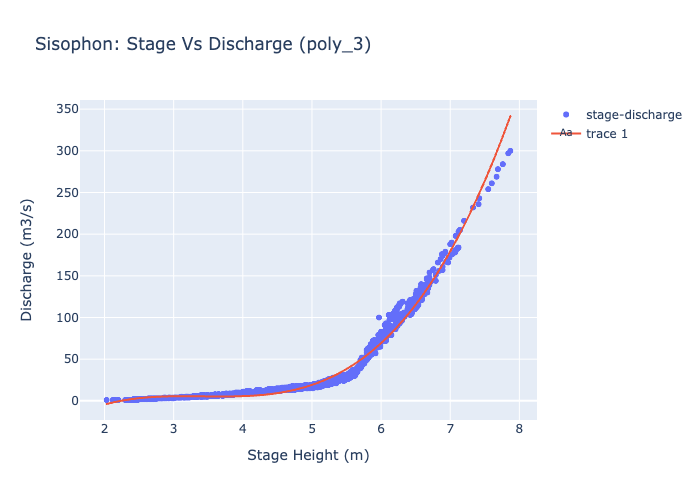 Sisophon: Stage Vs Discharge (poly_3)
stage-discharge
Aa
trace 1
350
300
250
200
150
100
50
0
Discharge (m3/s)
2 3 4 5 6 7 8
Stage Height (m)